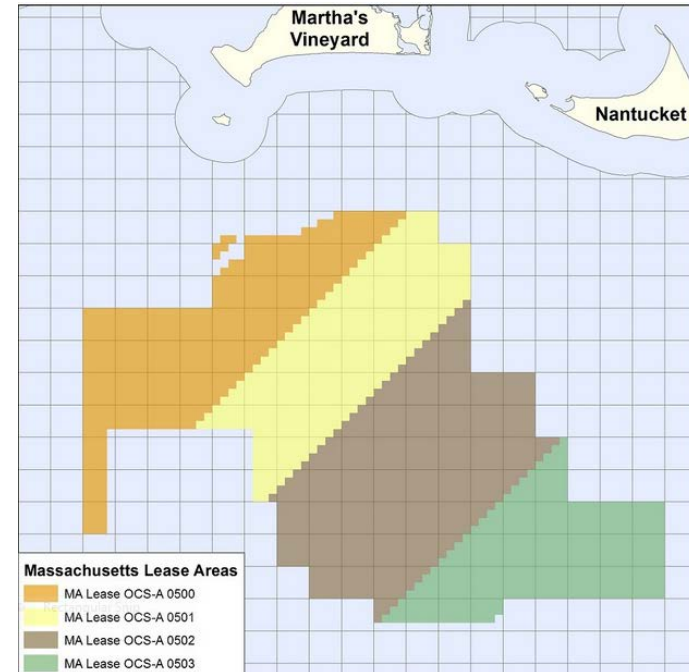 Martha's
Vineyard
Nantucket
Massachusetts Lease Areas
MA Lease OCS-A 0500
MA Lease OCS-A 0501
MA Lease OCS-A 0502
MA Lease OCS-A 0503